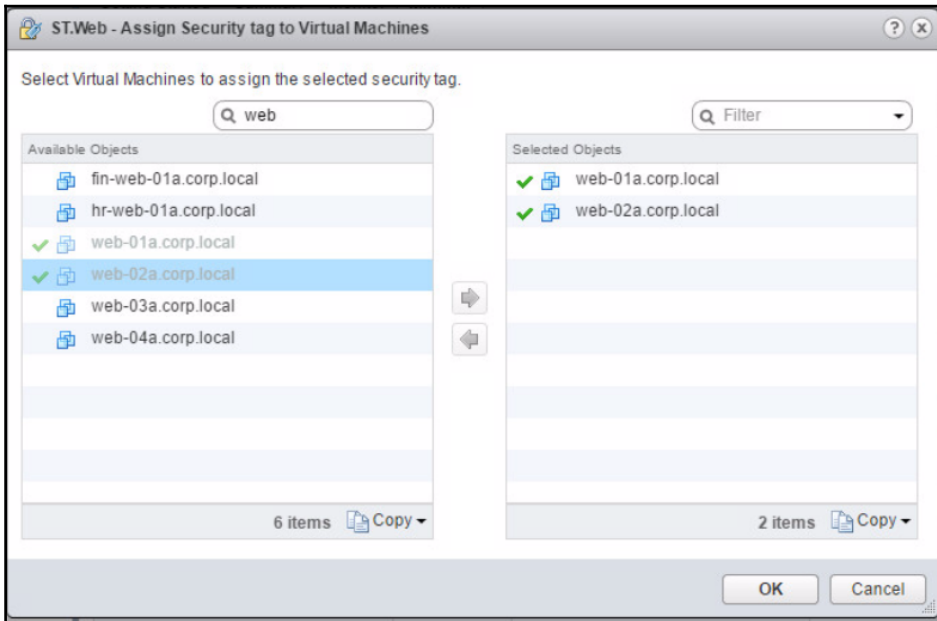 ST.Web - Assign Security tag to Virtual Machines
Select Virtual Machines to assign the selected security tag.
web
Filter
Available Objects
fin-web-01a.corp.local
hr-web-01a.corp.local
web-01a.corp.local
web-02a.corp.local
web-03a.corp.local
web-04a.corp.local
6 items Copy
Selected Objects
web-01a.corp.local
web-02a.corp.local
2 items Copy
OK Cancel